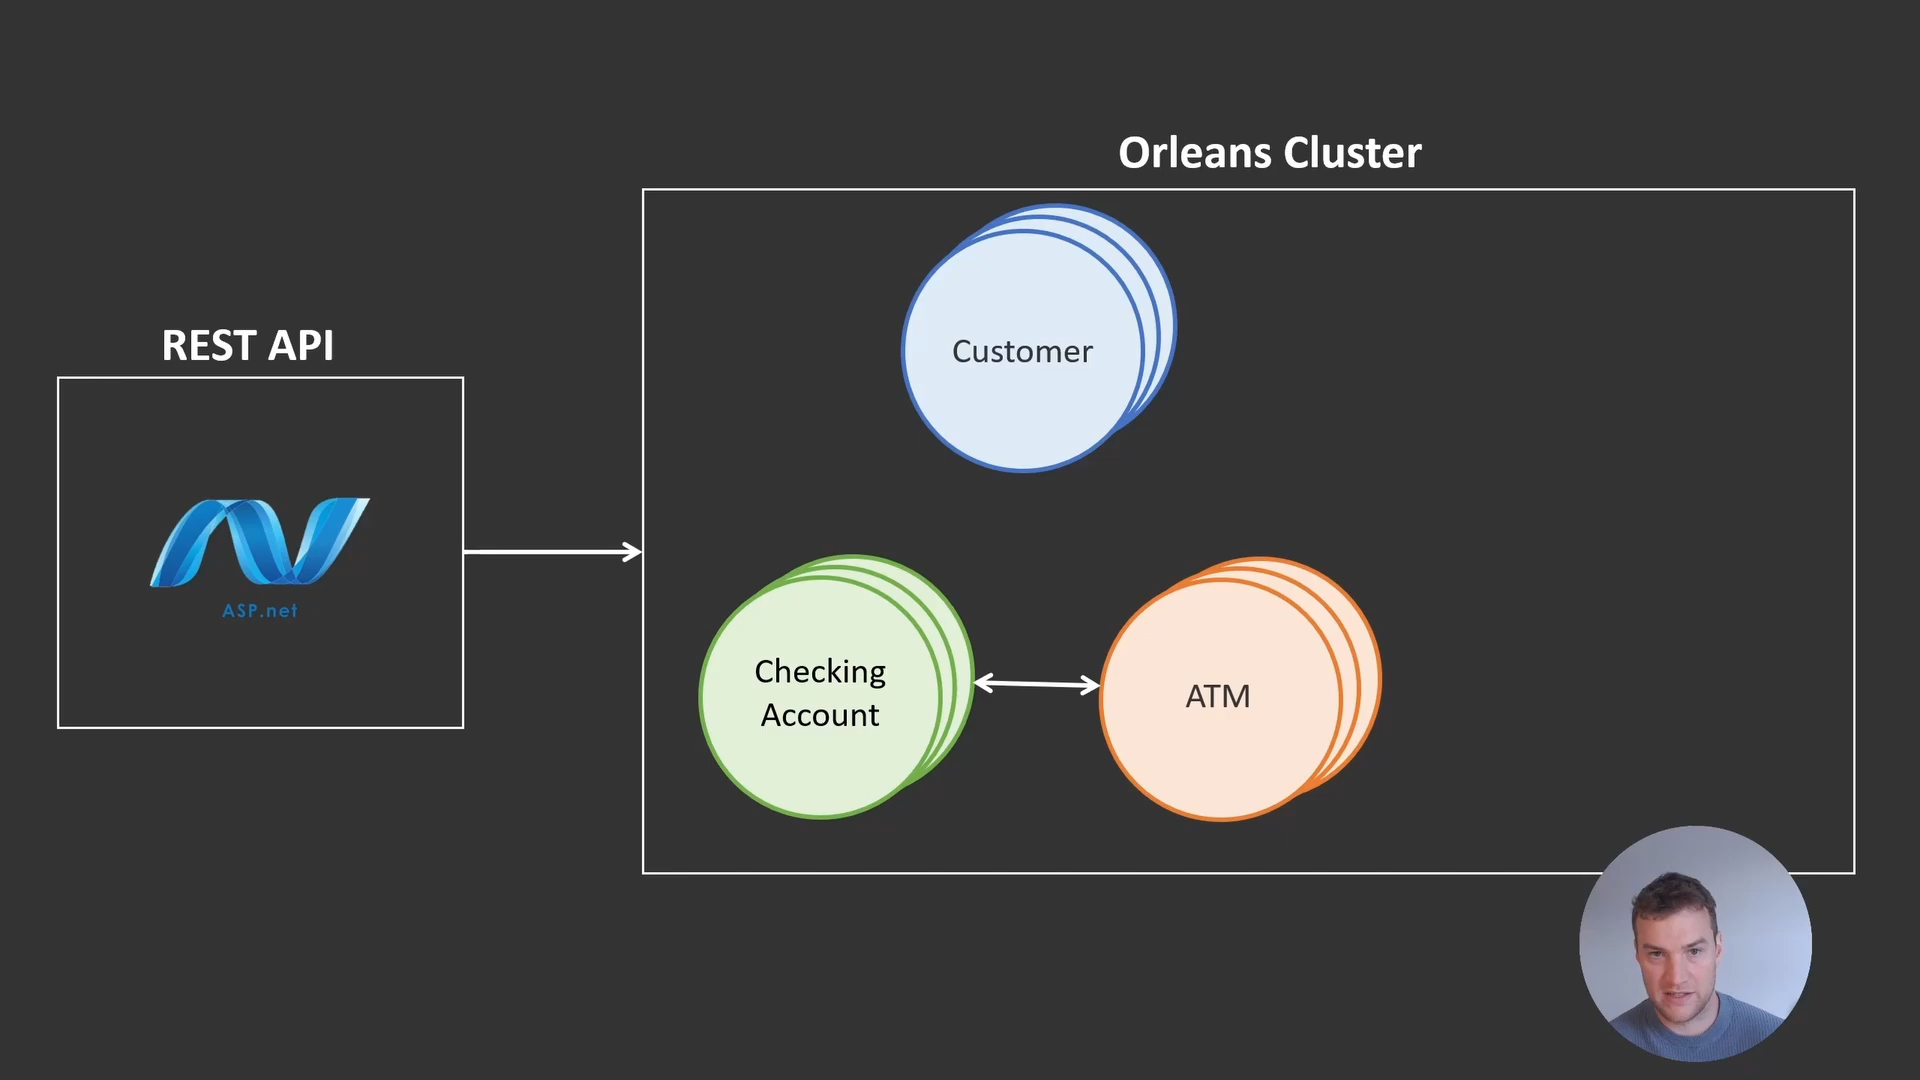 Orleans Cluster
Customer
REST API
ASP.net
Checking
Account
ATM